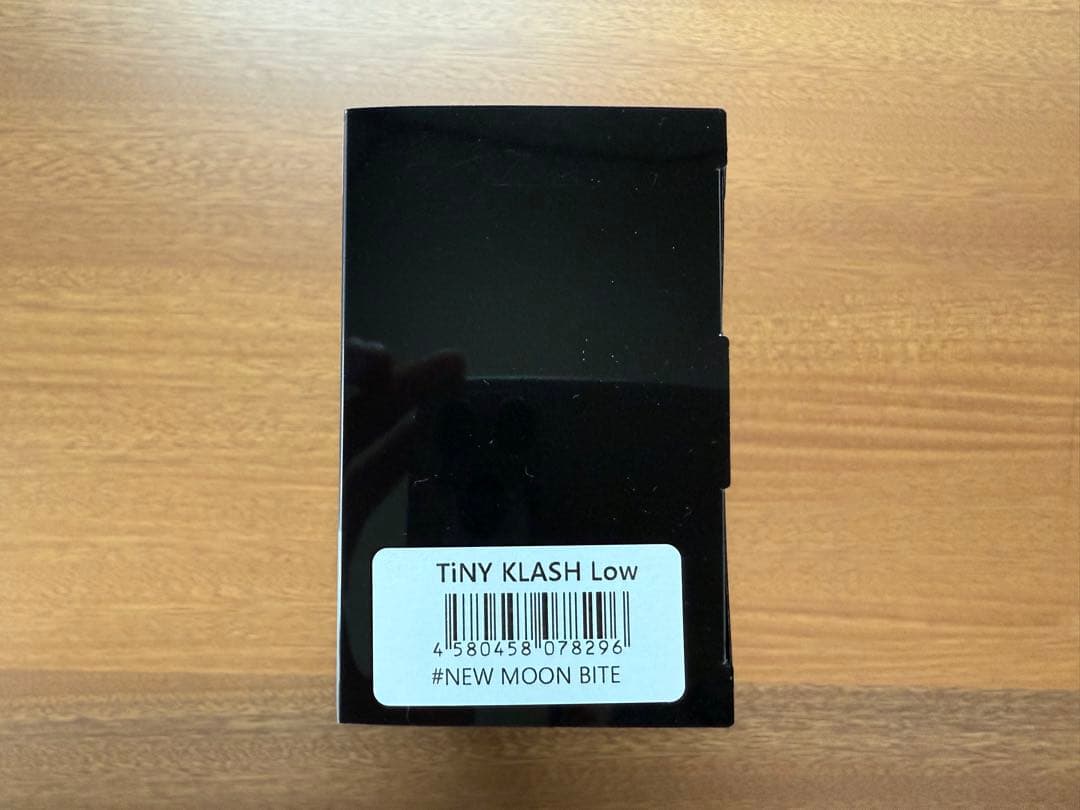 TiNY KLASH Low
4 580458 078296
#NEW MOON BITE